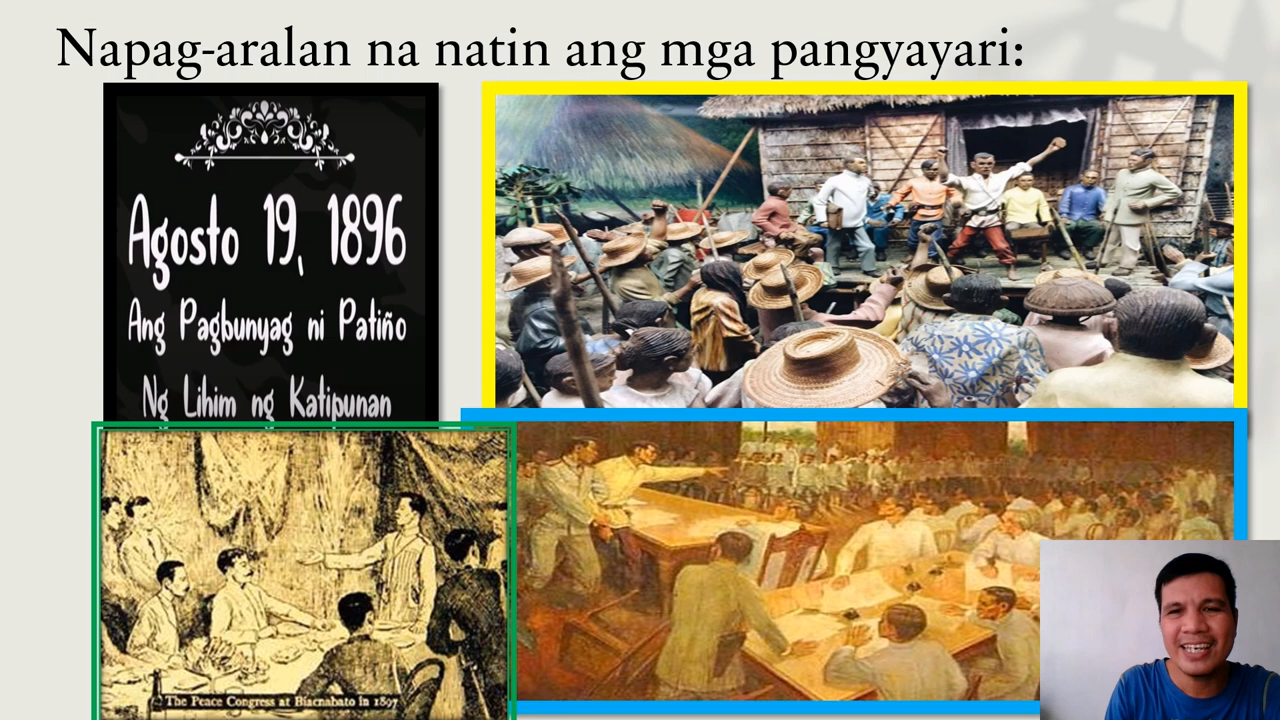 Napag-aralan na natin ang mga pangyayari:
Agosto 19, 1896
Ang Pagbunyag ni Patiño
Ng Lihim ng Katipunan
The Peace Congress at Biacnabato in 1897